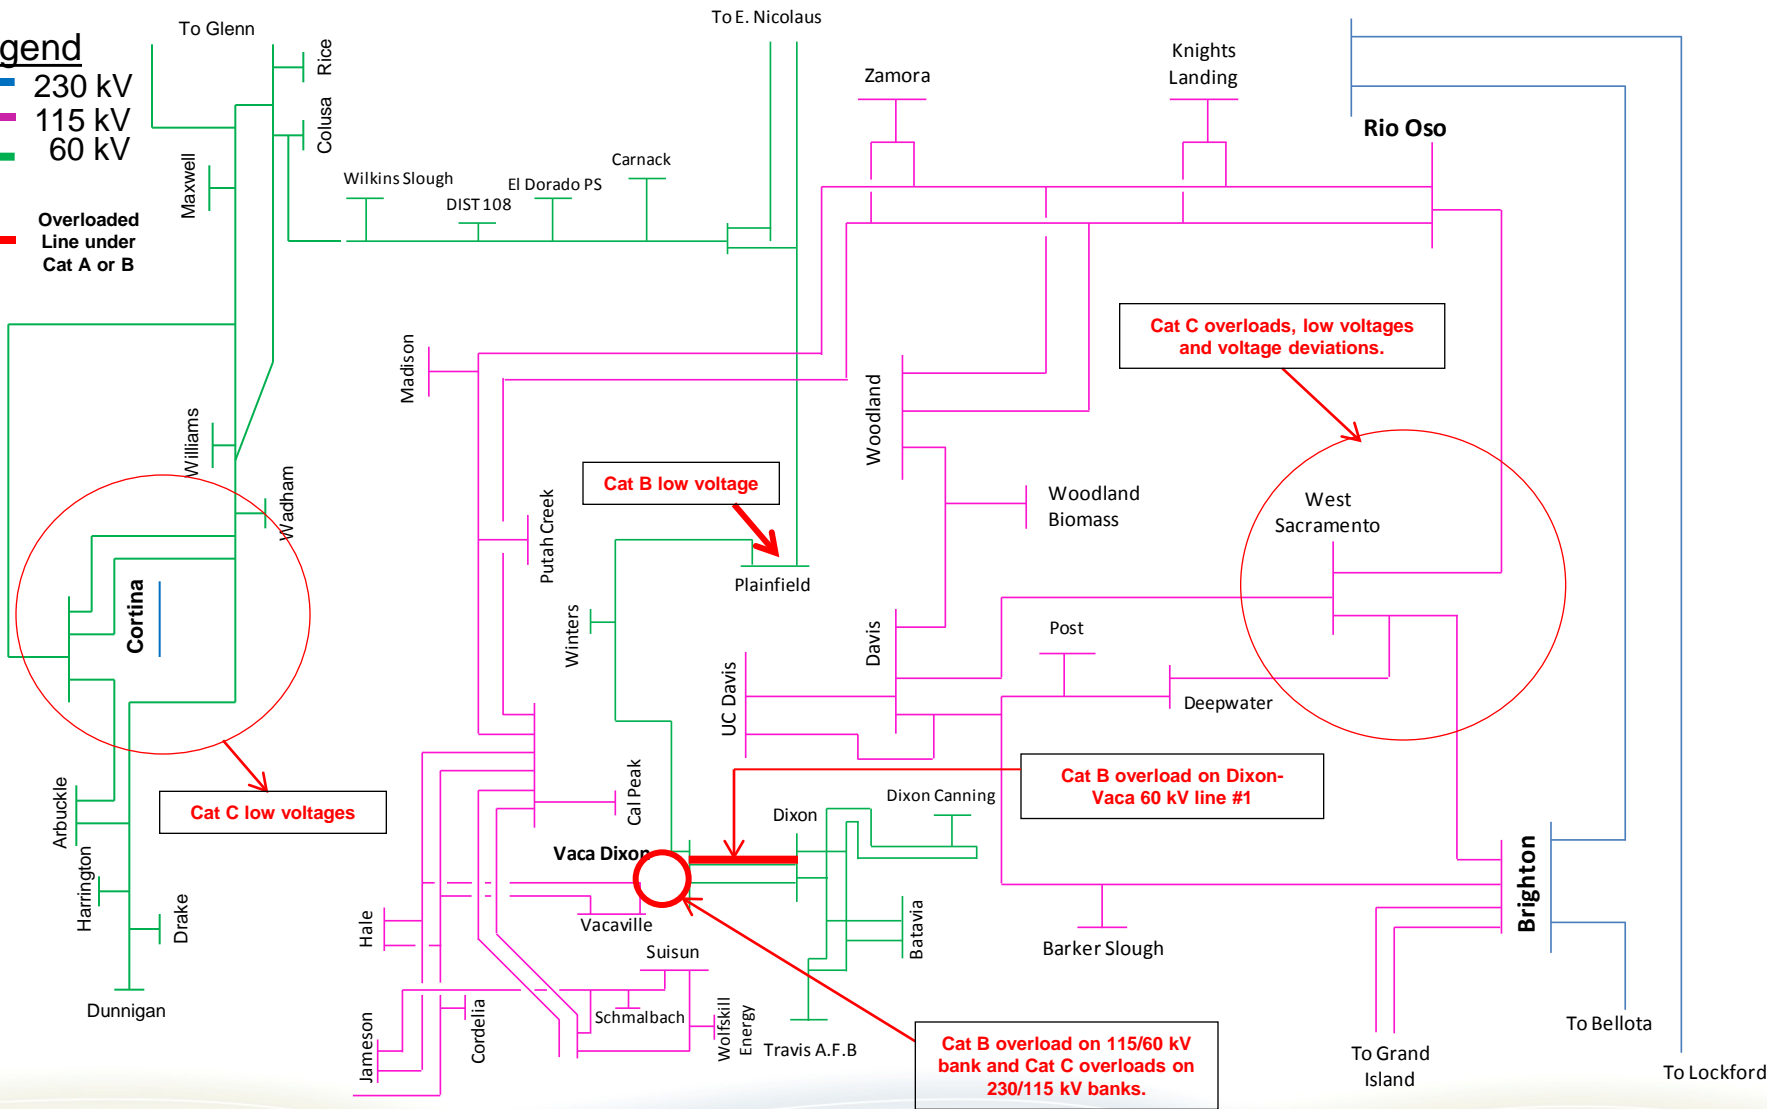 To Glenn
To E. Nicolaus
gend
230 kV
115 kV
60 kV
Overloaded
Line under
Cat A or B
Rice
Colusa
Maxwell
Wilkins Slough
DIST 108
El Dorado PS
Carnack
Zamora
Knights
Landing
Rio Oso
Cat C overloads, low voltages
and voltage deviations.
Madison
Woodland
Williams
Wadham
Cat B low voltage
Putah Creek
Woodland
Biomass
West
Sacramento
Plainfield
Cortina
Winters
Davis
Post
UC Davis
Deepwater
Cat C low voltages
Arbuckle
Cal Peak
Cat B overload on Dixon-
Vaca 60 kV line #1
Dixon Canning
Dixon
Vaca Dixon
Harrington
Drake
Hale
Vacaville
Batavia
Brighton
Barker Slough
Suisun
Dunnigan
Schmalbach
Cordelia
Jameson
Wolfskill
Energy
Travis A.F.B
Cat B overload on 115/60 kV
bank and Cat C overloads on
230/115 kV banks.
To Grand
Island
To Bellota
To Lockford